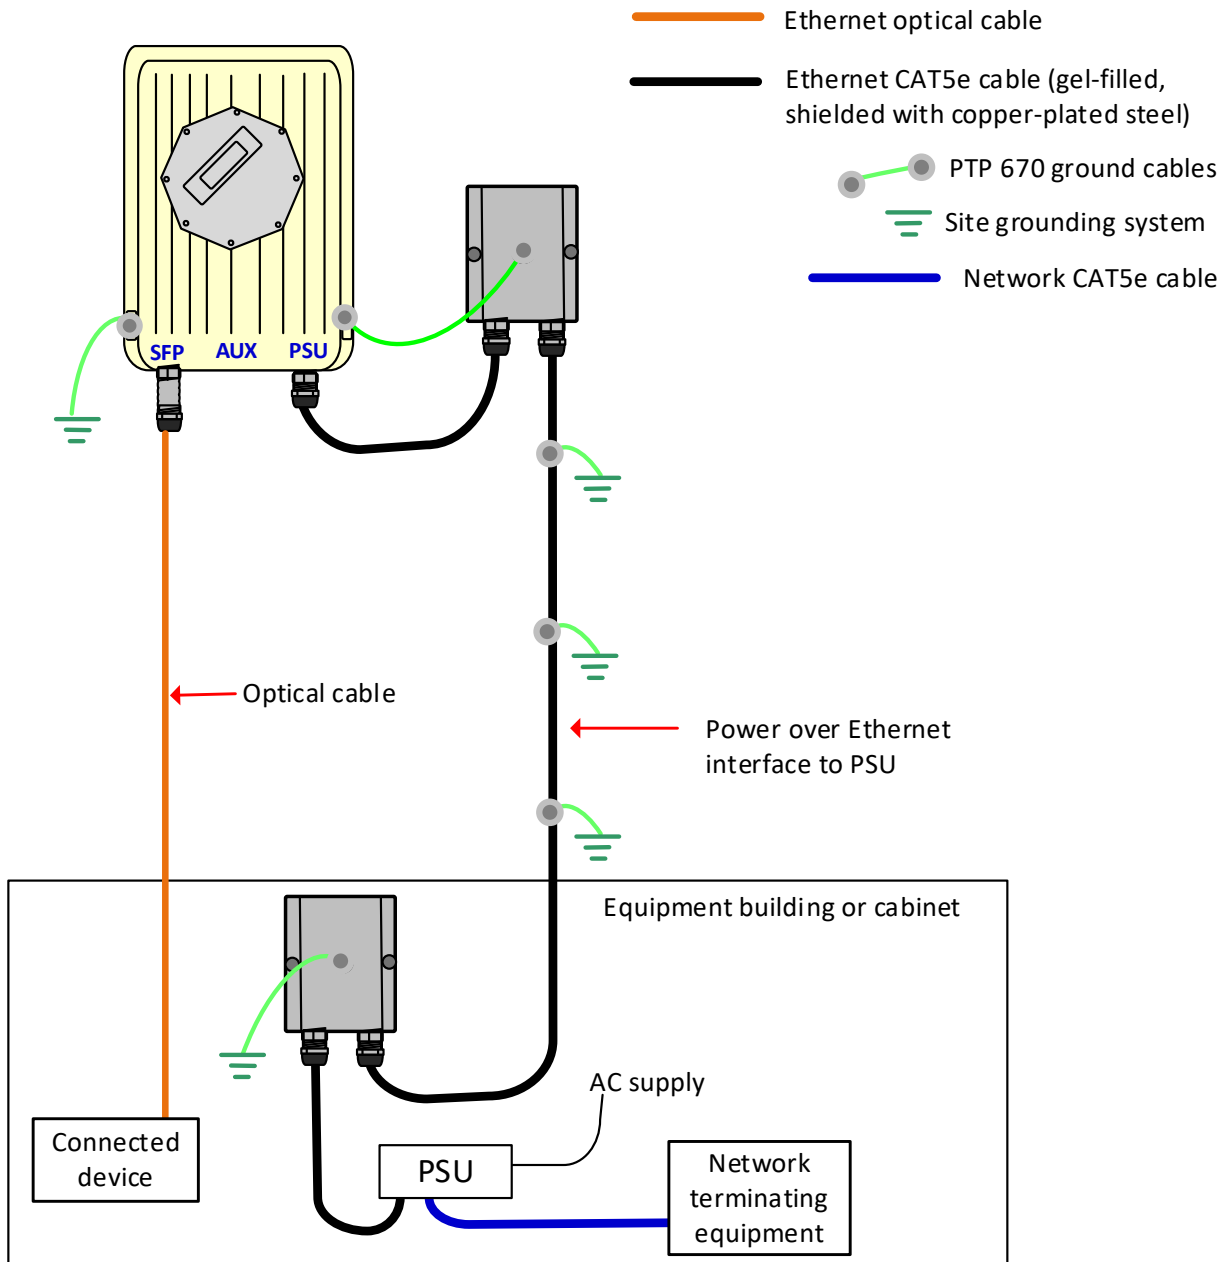 Ethernet optical cable
Ethernet CAT5e cable (gel-filled,
shielded with copper-plated steel)
PTP 670 ground cables
Site grounding system
Network CAT5e cable
SFP AUX PSU
Optical cable
Power over Ethernet
interface to PSU
Equipment building or cabinet
AC supply
Connected
device
PSU
Network
terminating
equipment